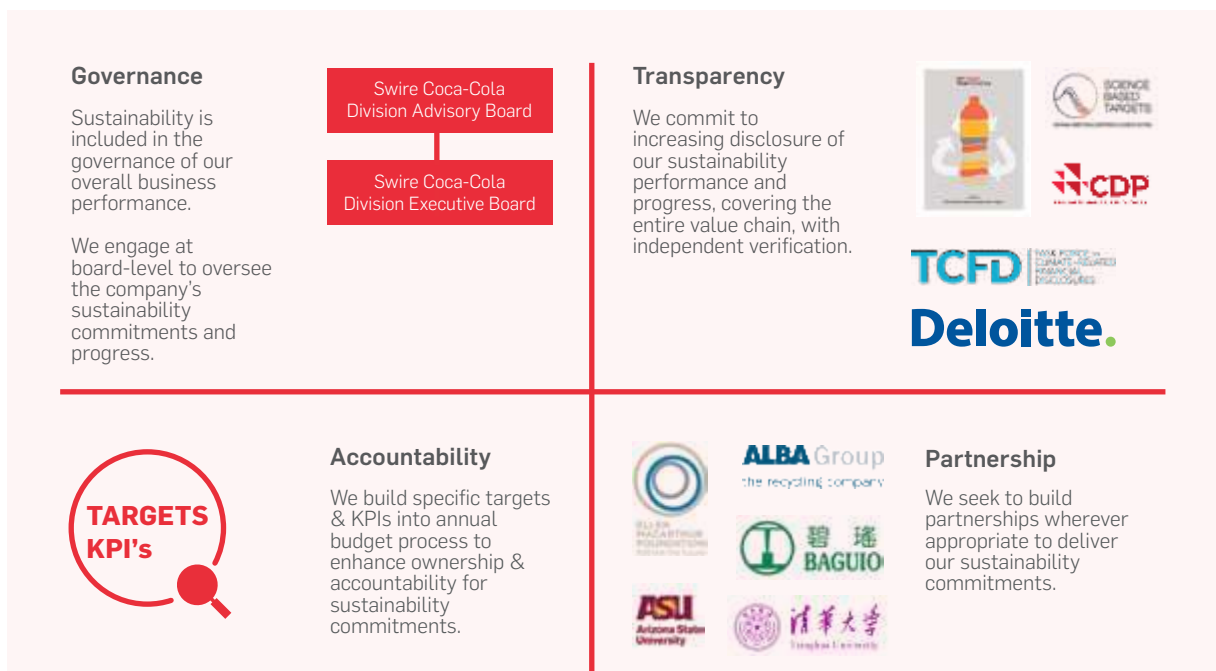 Governance
Sustainability is
included in the
governance of our
overall business
performance.
We engage at
board-level to oversee
the company’s
sustainability
commitments and
progress.
Swire Coca-Cola
Division Advisory Board
Swire Coca-Cola
Division Executive Board
Transparency
We commit to
increasing disclosure of
our sustainability
performance and
progress, covering the
entire value chain, with
independent verification.
SCIENCE
BASED
TARGETS
CDP
TCFD
TASK FORCE ON
CLIMATE-RELATED
FINANCIAL
DISCLOSURES
Deloitte.
TARGETS
KPI’s
Accountability
We build specific targets
& KPIs into annual
budget process to
enhance ownership &
accountability for
sustainability
commitments.
ELLEN
MACARTHUR
FOUNDATION
ALBA Group
the recycling company
碧瑤
BAGUIO
ASU
Arizona State
University
清華大学
Tsinghua University
Partnership
We seek to build
partnerships wherever
appropriate to deliver
our sustainability
commitments.